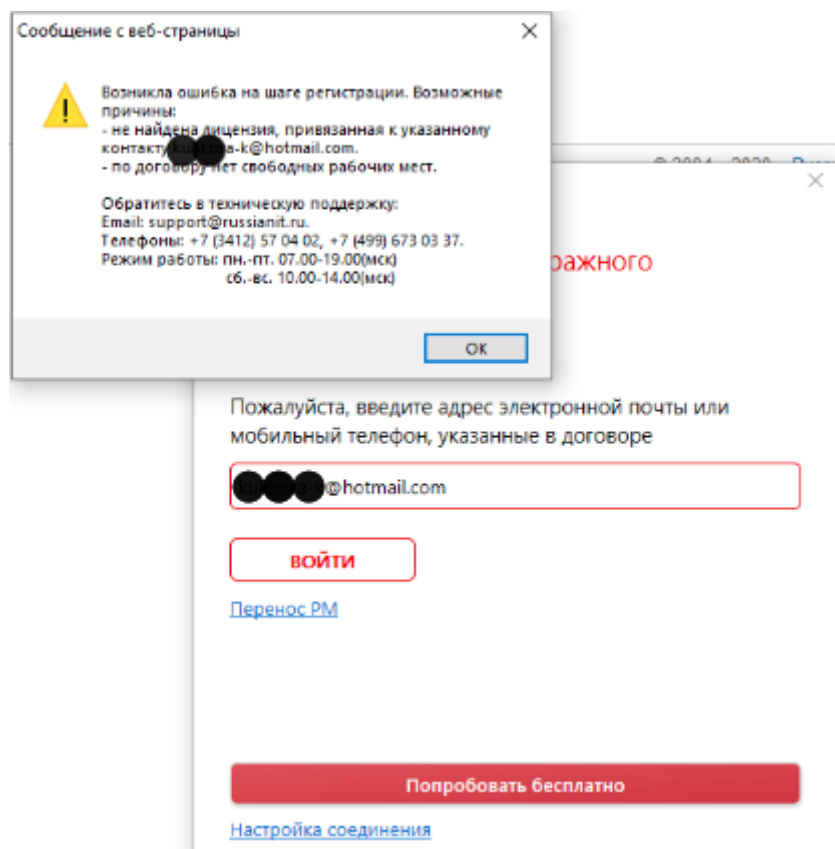 Сообщение с веб-страницы
Возникла ошибка на шаге регистрации. Возможные
причины:
- не найдена лицензия, привязанная к указанному
контакту a-k@hotmail.com.
- по договору нет свободных рабочих мест.
Обратитесь в техническую поддержку:
Email: support@russianit.ru.
Телефоны: +7 (3412) 57 04 02, +7 (499) 673 03 37.
Режим работы: пн.-пт. 07.00-19.00(мск)
сб.-вс. 10.00-14.00(мск)
ОК
Пожалуйста, введите адрес электронной почты или
мобильный телефон, указанные в договоре
@hotmail.com
ВОЙТИ
Перенос РМ
Попробовать бесплатно
Настройка соединения